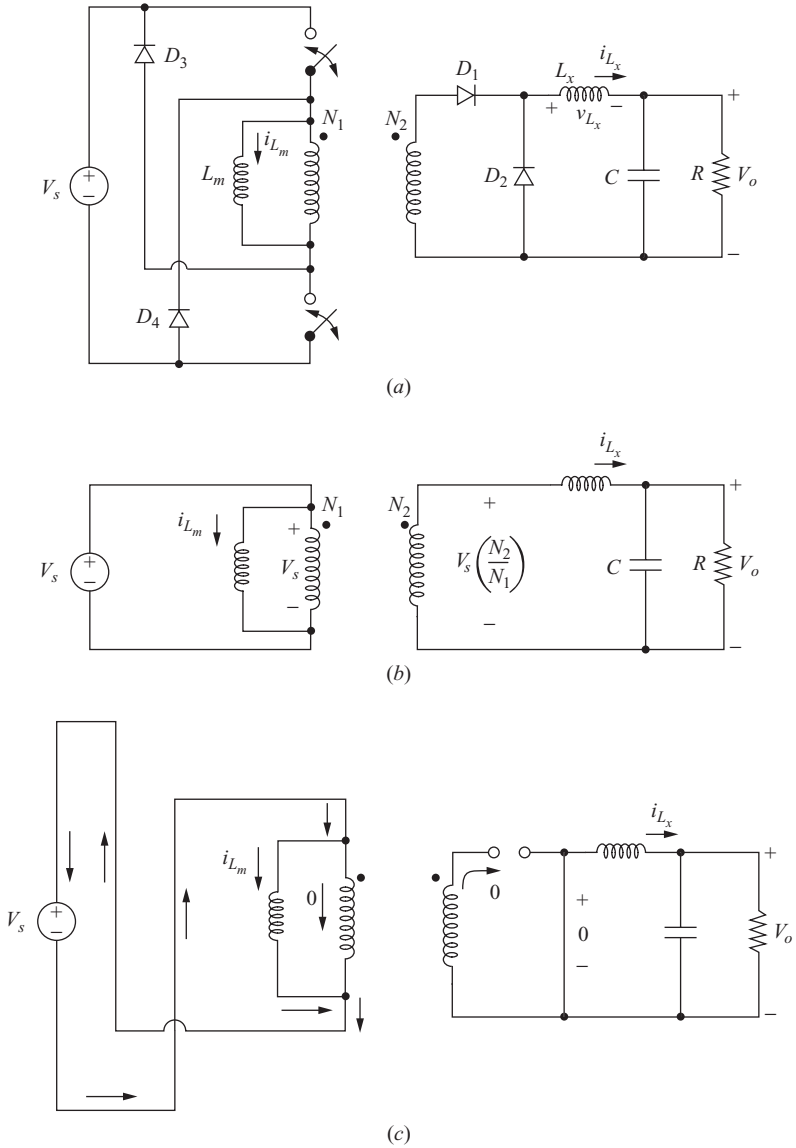 D3
D1
Lx
iLx
+ −
vLx
N1
N2
iLm
Lm
Vs
+
−
D2
C
R
Vo
+
−
D4
(a)
iLx
N1
N2
iLm
Vs
+
−
+
Vs
−
+
Vs(N2/N1)
−
C
R
Vo
+
−
(b)
iLx
iLm
Vs
+
−
0
0
+
0
−
+
Vo
−
(c)